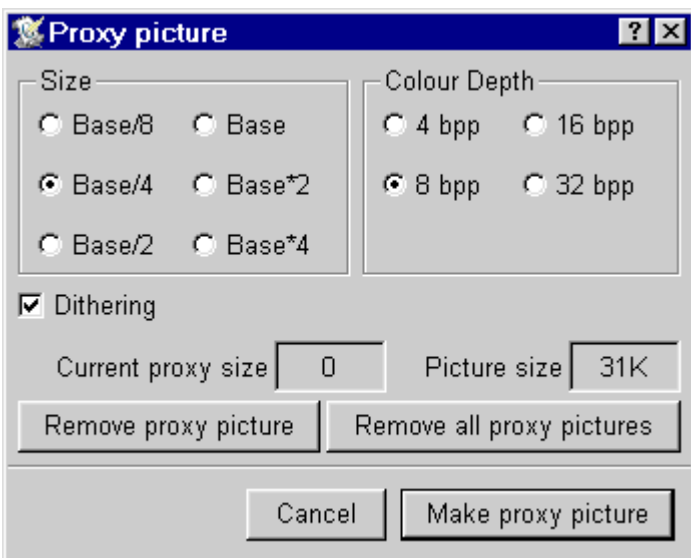 Proxy picture ? ×
Size Colour Depth
Base/8 Base 4 bpp 16 bpp
Base/4 Base*2 8 bpp 32 bpp
Base/2 Base*4
Dithering
Current proxy size 0 Picture size 31K
Remove proxy picture Remove all proxy pictures
Cancel Make proxy picture